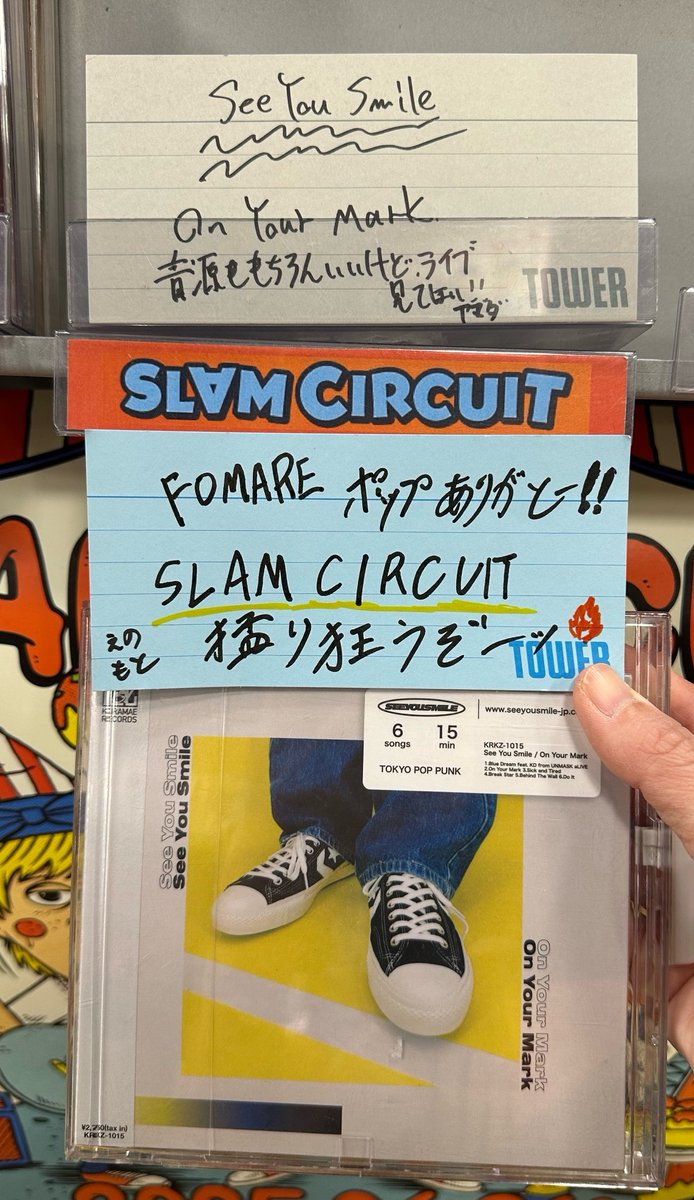 See You Smile
On Your Mark.
音源ももちろんいいけど、ライブ
見てほしい!!
TOWER
SLAM CIRCUIT
FOMARE ポップありがとー!!
SLAM CIRCUIT
猛り狂うぞーッ
えの
もと
TOWER
RECORDS
SEEYOUSMILE
www.seeyousmile-jp.c
6
songs
15
min
TOKYO POP PUNK
KRKZ-1015
See You Smile / On Your Mark
1.Blue Dream feat. KD from UNMASK aLIVE
2.On Your Mark 3.Sick and Tired
4.Break Star 5.Behind The Wall 6.Do it
See You Smile
See You Smile
On Your Mark
On Your Mark
¥2,750(tax in)
KRKZ-1015